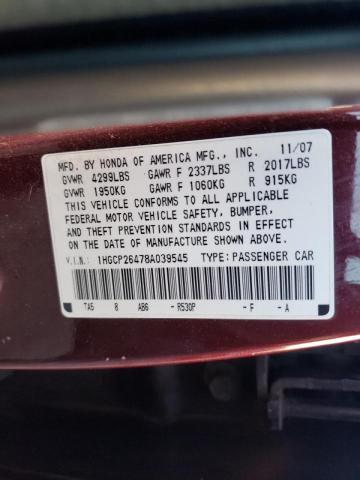 MFD. BY HONDA OF AMERICA MFG., INC. 11/07
GVWR 4299LBS GAWR F 2337LBS R 2017LBS
GVWR 1950KG GAWR F 1060KG R 915KG
THIS VEHICLE CONFORMS TO ALL APPLICABLE
FEDERAL MOTOR VEHICLE SAFETY, BUMPER,
AND THEFT PREVENTION STANDARDS IN EFFECT
ON THE DATE OF MANUFACTURE SHOWN ABOVE.
V.I.N.: 1HGCP26478A039545 TYPE: PASSENGER CAR
TA5 8 AB6 - R530P - F - A